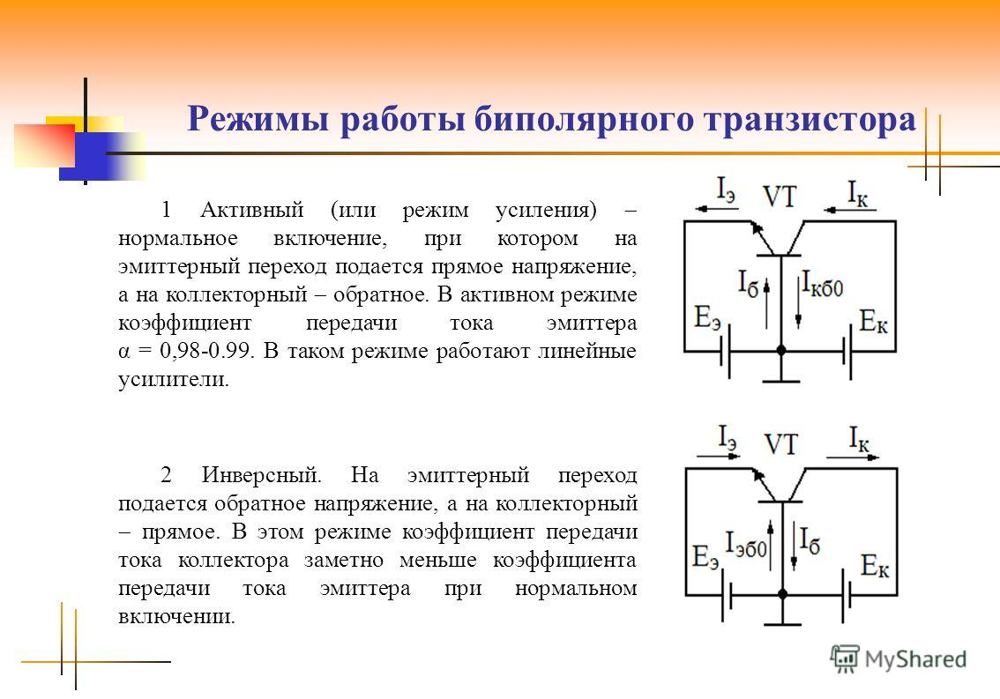 Режимы работы биполярного транзистора
1 Активный (или режим усиления) –
нормальное включение, при котором на
эмиттерный переход подается прямое напряжение,
а на коллекторный – обратное. В активном режиме
коэффициент передачи тока эмиттера
α = 0,98-0.99. В таком режиме работают линейные
усилители.
Iэ VT Iк
Iб Iкб0
Eэ Eк
2 Инверсный. На эмиттерный переход
подается обратное напряжение, а на коллекторный
– прямое. В этом режиме коэффициент передачи
тока коллектора заметно меньше коэффициента
передачи тока эмиттера при нормальном
включении.
Iэ VT Iк
Iэб0 Iб
Eэ Eк
MyShared